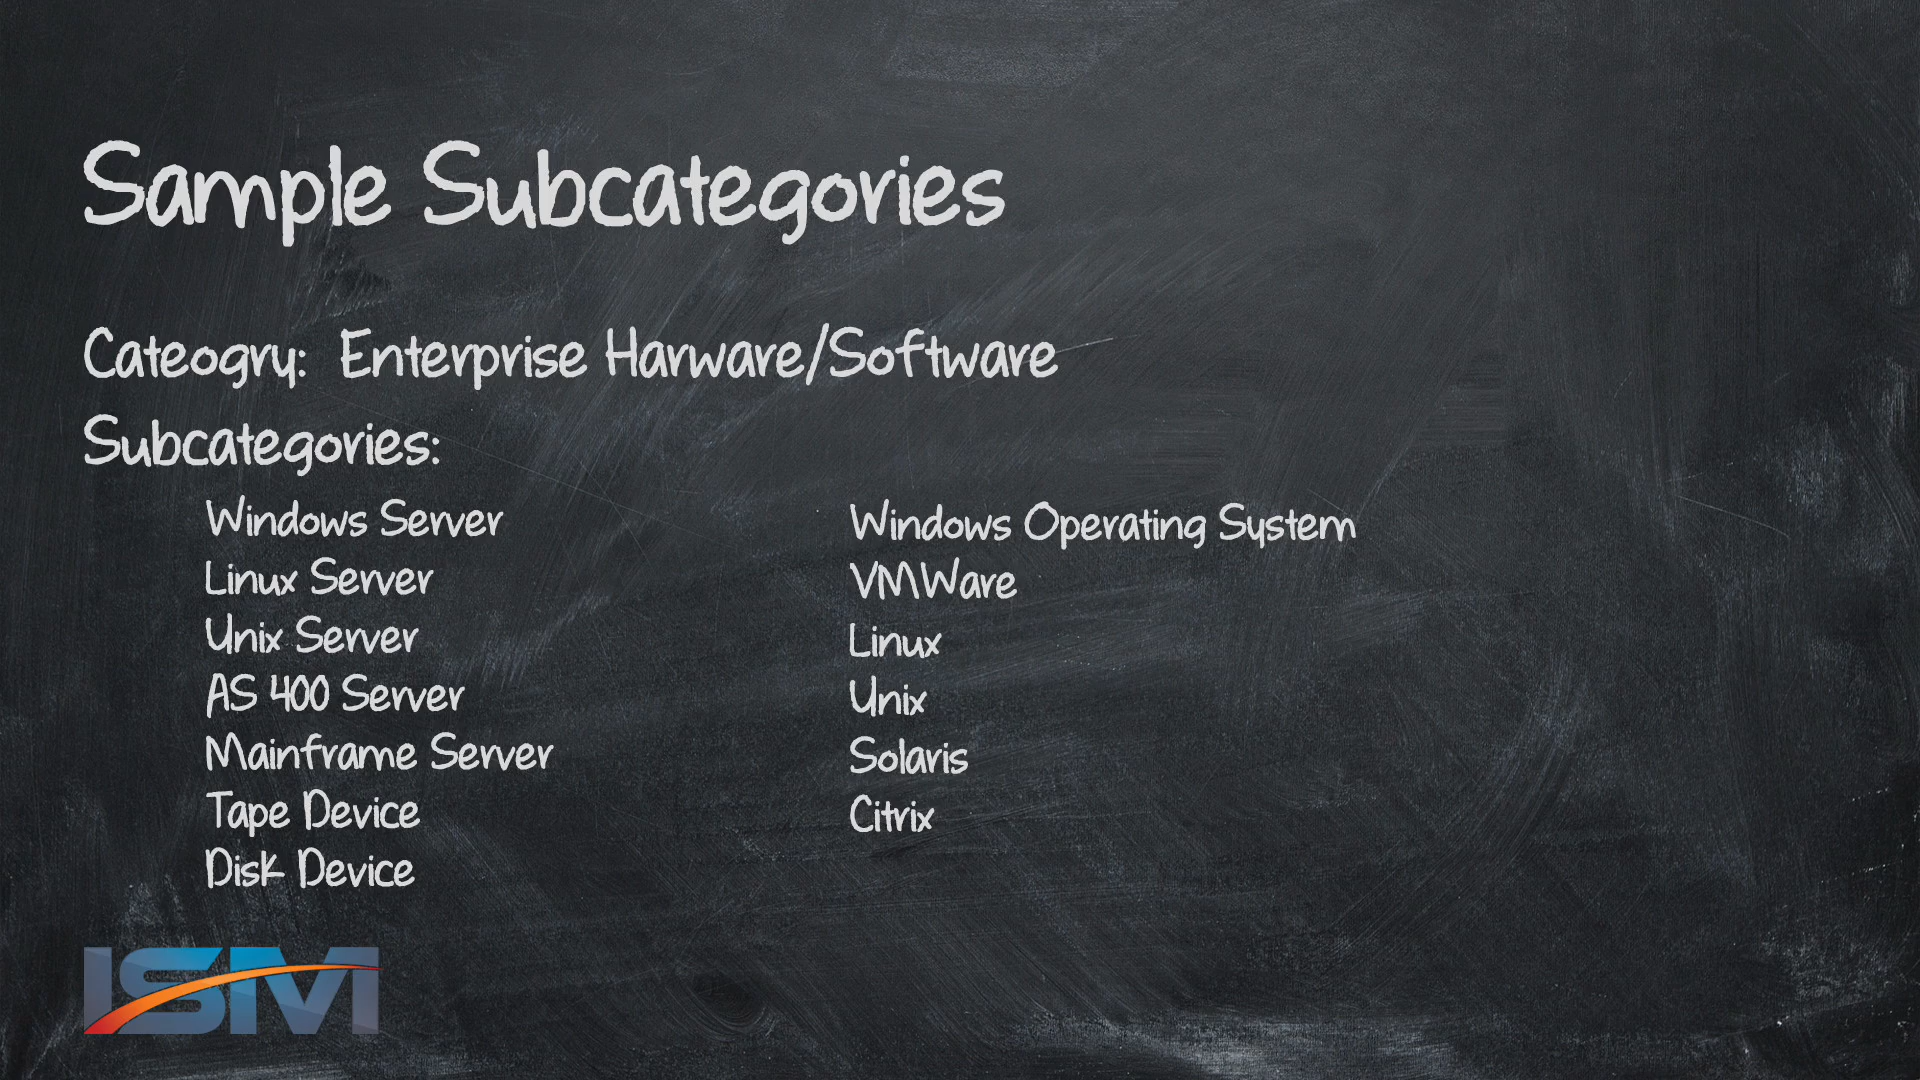 Sample Subcategories
Cateogry: Enterprise Harware/Software
Subcategories:
Windows Server
Linux Server
Unix Server
AS 400 Server
Mainframe Server
Tape Device
Disk Device
Windows Operating System
VMWare
Linux
Unix
Solaris
Citrix
ISM